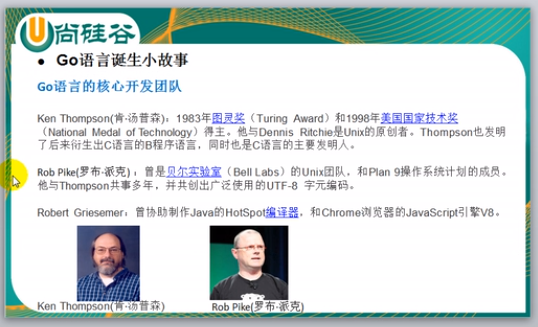 尚硅谷
● Go语言诞生小故事
Go语言的核心开发团队
Ken Thompson(肯·汤普森)：1983年图灵奖（Turing Award）和1998年美国国家技术奖
（National Medal of Technology）得主。他与Dennis Ritchie是Unix的原创者。Thompson也发明
了后来衍生出C语言的B程序语言，同时也是C语言的主要发明人。
Rob Pike(罗布-派克)：曾是贝尔实验室（Bell Labs）的Unix团队，和Plan 9操作系统计划的成员。
他与Thompson共事多年，并共创出广泛使用的UTF-8 字元编码。
Robert Griesemer：曾协助制作Java的HotSpot编译器，和Chrome浏览器的JavaScript引擎V8。
Ken Thompson(肯·汤普森)
Rob Pike(罗布-派克)